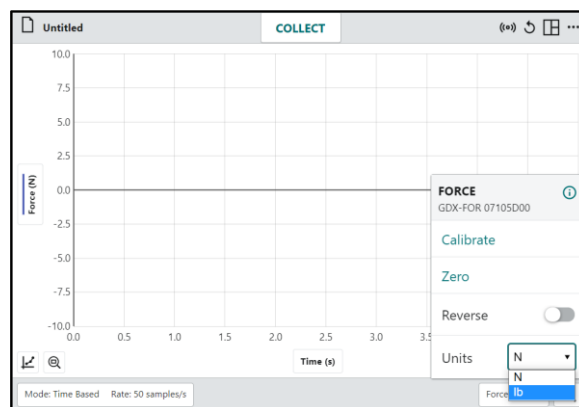 Untitled
COLLECT
10.0
7.5
5.0
2.5
0.0
-2.5
-5.0
-7.5
-10.0
Force (N)
0.0 0.5 1.0 1.5 2.0 2.5 3.0 3.5
Time (s)
FORCE
GDX-FOR 07105D00
Calibrate
Zero
Reverse
Units N
N
lb
Mode: Time Based Rate: 50 samples/s
Force